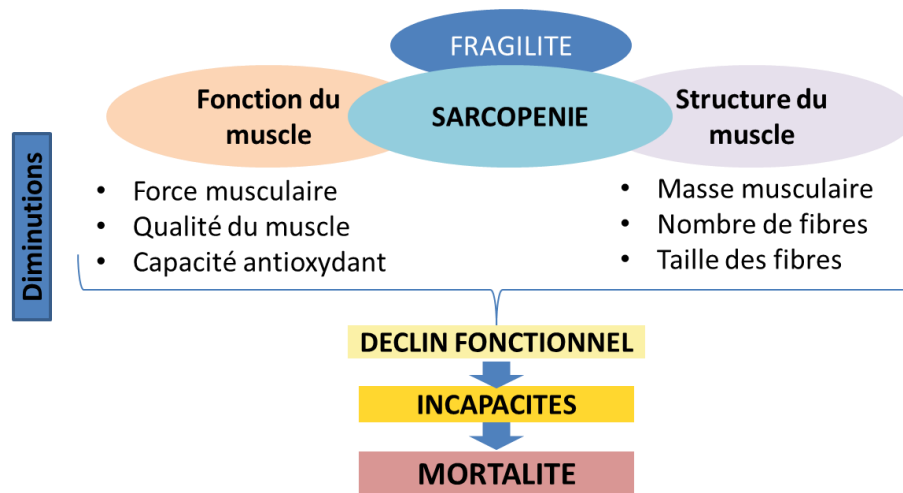 FRAGILITE
Fonction du
muscle
SARCOPENIE
Structure du
muscle
Diminutions
• Force musculaire
• Qualité du muscle
• Capacité antioxydant
• Masse musculaire
• Nombre de fibres
• Taille des fibres
DECLIN FONCTIONNEL
INCAPACITES
MORTALITE